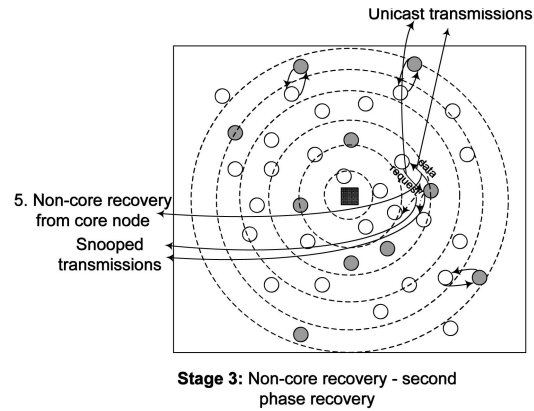 Unicast transmissions
data
request
5. Non-core recovery
from core node
Snooped
transmissions
Stage 3: Non-core recovery - second
phase recovery